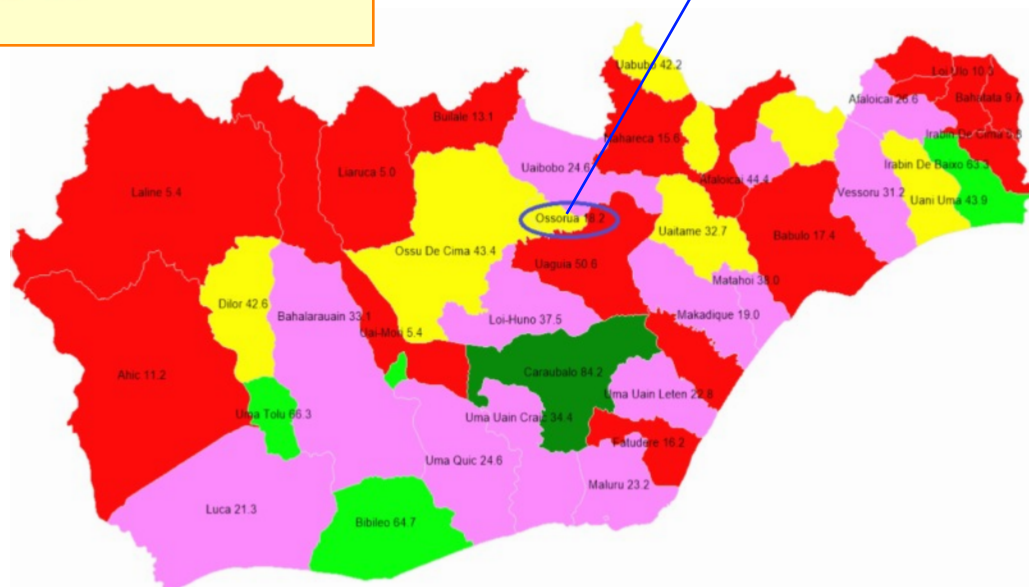 Uabubo 42.2
Loi Ulo 10.3
Afaloicai 26.6
Bahatata 9.7
Builale 13.1
Nahareca 15.6
Irabin De Cima
Irabin De Baixo 63.3
Uaibobo 24.6
Liaruca 5.0
Afaloicai 44.4
Laline 5.4
Vessoru 31.2
Uani Uma 43.9
Ossorua 18.2
Uaitame 32.7
Babulo 17.4
Ossu De Cima 43.4
Uaguia 50.6
Matahoi 38.0
Dilor 42.6
Bahalarauain 33.1
Loi-Huno 37.5
Makadique 19.0
Uai-Mori 5.4
Ahic 11.2
Caraubalo 84.2
Uma Uain Leten 22.8
Uma Tolu 66.3
Uma Uain Craic 34.4
Fatudere 16.2
Uma Quic 24.6
Maluru 23.2
Luca 21.3
Bibileo 64.7